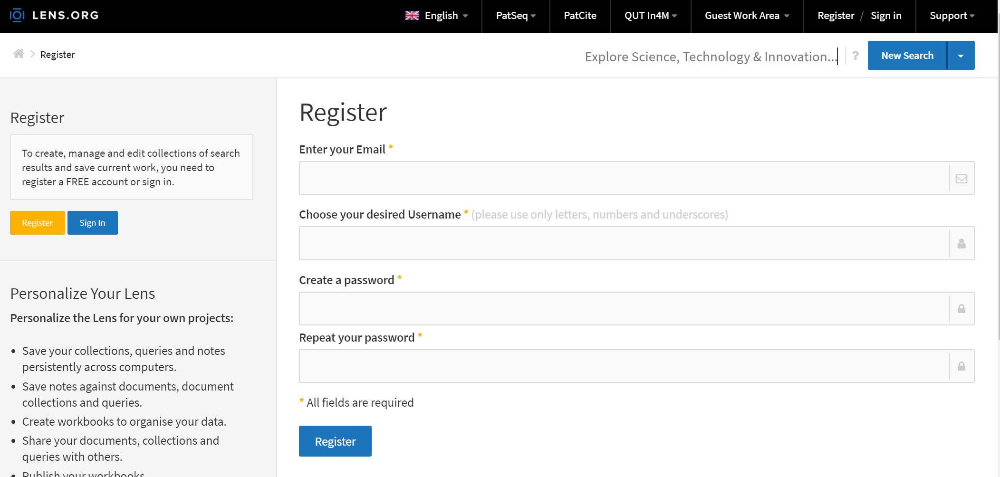 LENS.ORG
English
PatSeq
PatCite
QUT In4M
Guest Work Area
Register / Sign in
Support
Register
Explore Science, Technology & Innovation...
?
New Search
Register
To create, manage and edit collections of search
results and save current work, you need to
register a FREE account or sign in.
Register
Sign In
Personalize Your Lens
Personalize the Lens for your own projects:
• Save your collections, queries and notes
persistently across computers.
• Save notes against documents, document
collections and queries.
• Create workbooks to organise your data.
• Share your documents, collections and
queries with others.
• Publish your workbooks
Register
Enter your Email *
Choose your desired Username * (please use only letters, numbers and underscores)
Create a password *
Repeat your password *
* All fields are required
Register